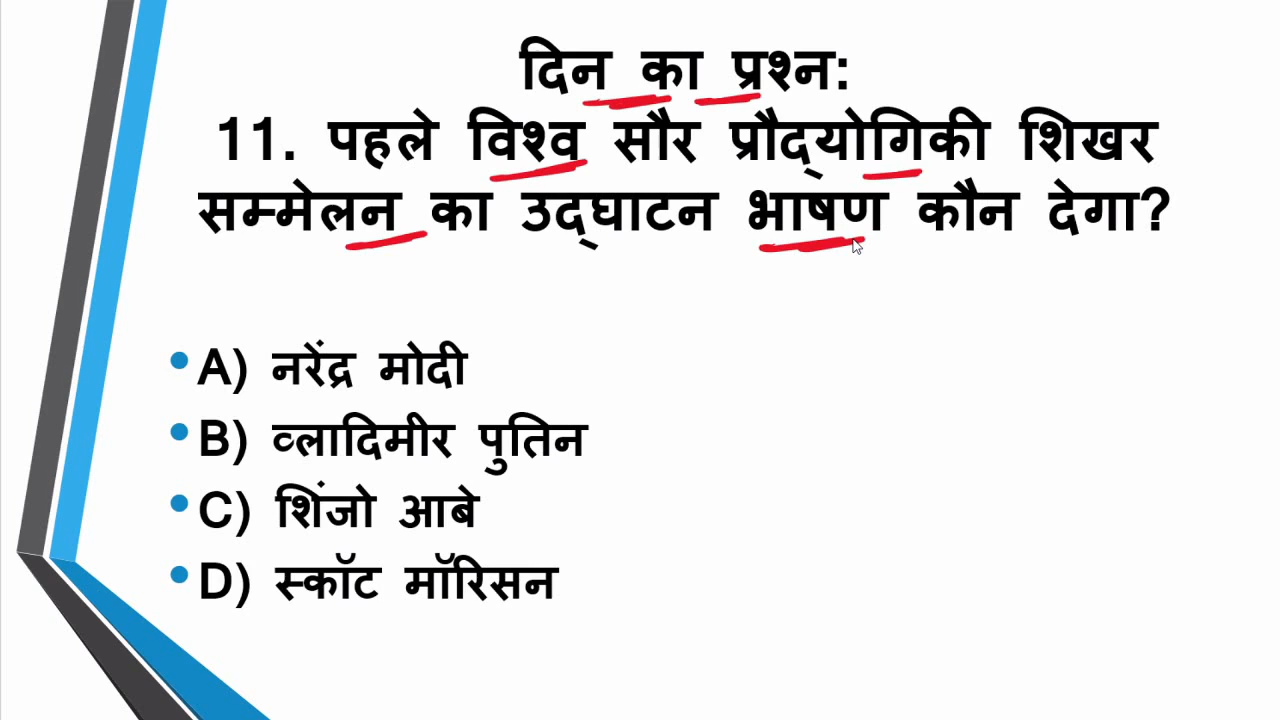 दिन का प्रश्न:
11. पहले विश्व सौर प्रौद्‌योगिकी शिखर
सम्मेलन का उद्‌घाटन भाषण कौन देगा?
A) नरेंद्र मोदी
B) व्लादिमीर पुतिन
C) शिंजो आबे
D) स्कॉट मॉरिसन